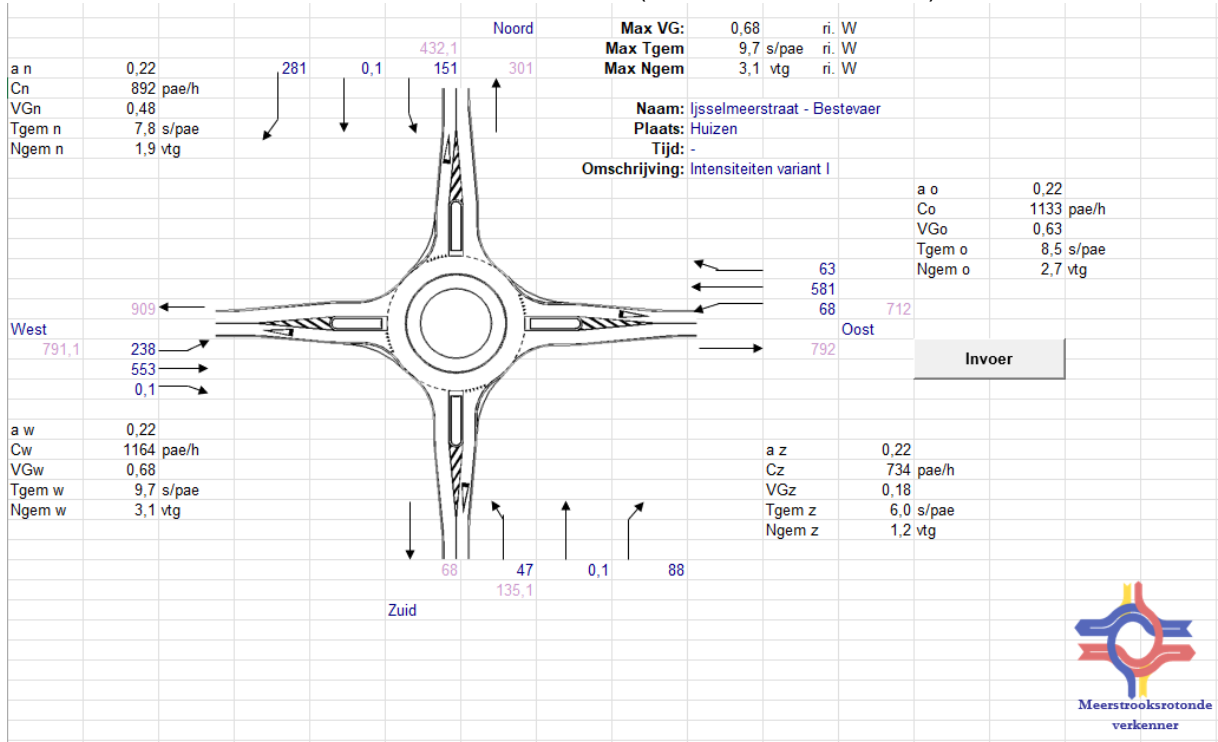 Noord Max VG: 0,68 ri. W
432,1 Max Tgem 9,7 s/pae ri. W
a n 0,22 281 0,1 151 301 Max Ngem 3,1 vtg ri. W
Cn 892 pae/h
VGn 0,48 Naam: Ijsselmeerstraat - Bestevaer
Tgem n 7,8 s/pae Plaats: Huizen
Ngem n 1,9 vtg Tijd: -
Omschrijving: Intensiteiten variant I
a o 0,22
Co 1133 pae/h
VGo 0,63
Tgem o 8,5 s/pae
63 Ngem o 2,7 vtg
581
909 68 712
West Oost
791,1 238 792
553 Invoer
0,1
a w 0,22
Cw 1164 pae/h a z 0,22
VGw 0,68 Cz 734 pae/h
Tgem w 9,7 s/pae VGz 0,18
Ngem w 3,1 vtg Tgem z 6,0 s/pae
Ngem z 1,2 vtg
68 47 0,1 88
135,1
Zuid
Meerstrooksrotonde
verkenner